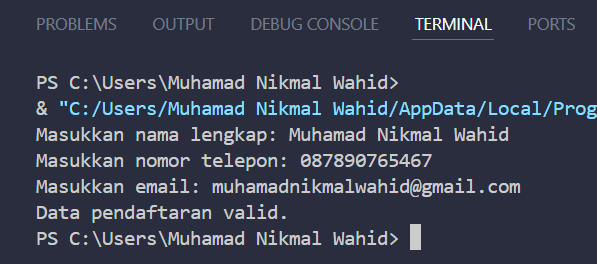 PROBLEMS OUTPUT DEBUG CONSOLE TERMINAL PORTS
PS C:\Users\Muhamad Nikmal Wahid>
& "C:/Users/Muhamad Nikmal Wahid/AppData/Local/Prog
Masukkan nama lengkap: Muhamad Nikmal Wahid
Masukkan nomor telepon: 087890765467
Masukkan email: muhamadnikmalwahid@gmail.com
Data pendaftaran valid.
PS C:\Users\Muhamad Nikmal Wahid>